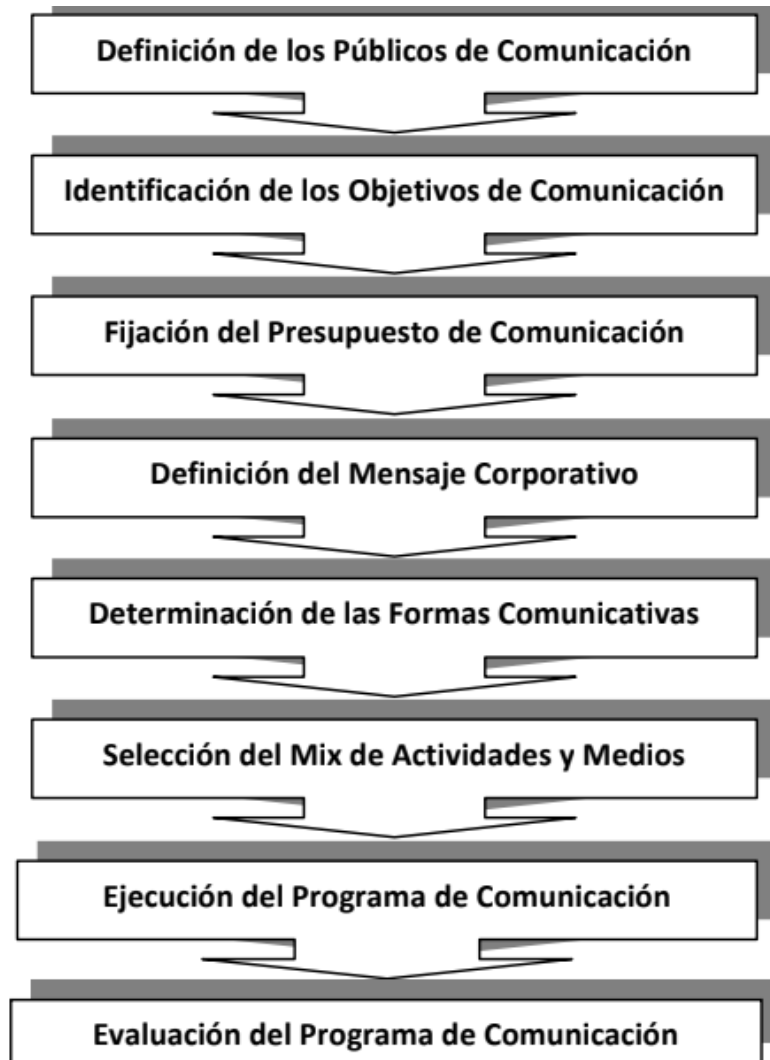 Definición de los Públicos de Comunicación
Identificación de los Objetivos de Comunicación
Fijación del Presupuesto de Comunicación
Definición del Mensaje Corporativo
Determinación de las Formas Comunicativas
Selección del Mix de Actividades y Medios
Ejecución del Programa de Comunicación
Evaluación del Programa de Comunicación